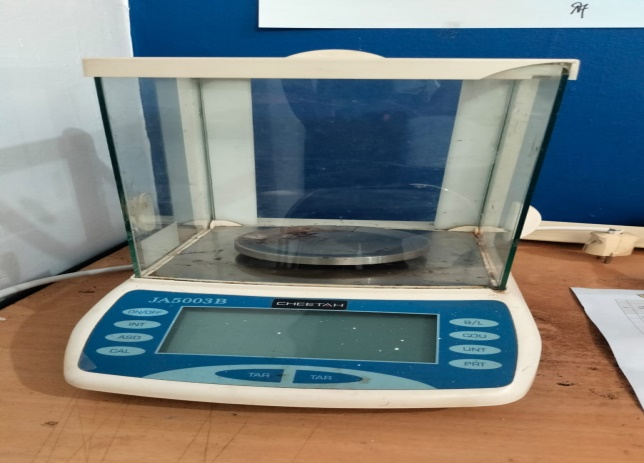 JA5003B
CHEETAH
ON/OFF
INT
ASD
CAL
B/L
COU
UNT
PRT
TAR
TAR